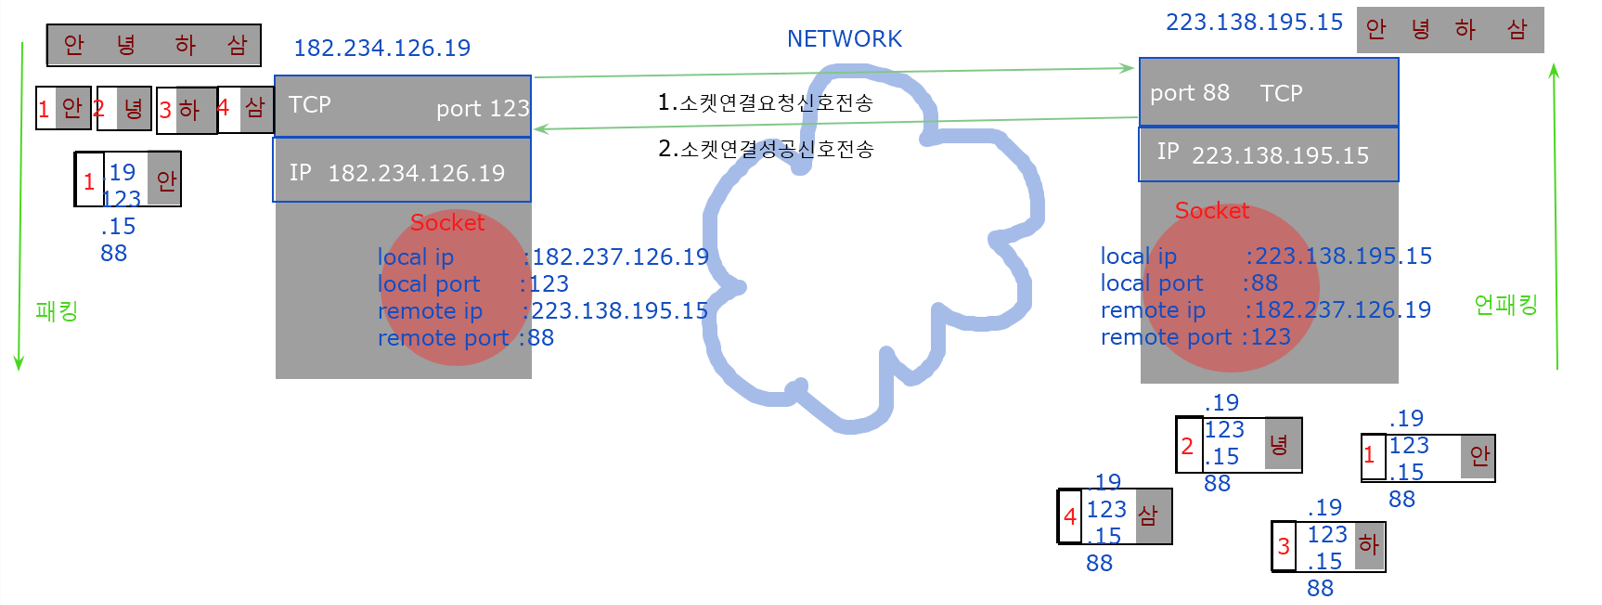 안 녕 하 삼
182.234.126.19
NETWORK
223.138.195.15
안 녕 하 삼
1 안 2 녕 3 하 4 삼
TCP port 123
1.소켓연결요청신호전송
2.소켓연결성공신호전송
port 88 TCP
IP 182.234.126.19
IP 223.138.195.15
1 .19 안
123
.15
88
패킹
Socket
local ip :182.237.126.19
local port :123
remote ip :223.138.195.15
remote port :88
Socket
local ip :223.138.195.15
local port :88
remote ip :182.237.126.19
remote port :123
언패킹
.19
2 123 녕
.15
88
.19
1 123 안
.15
88
.19
4 123 삼
.15
88
.19
3 123 하
.15
88